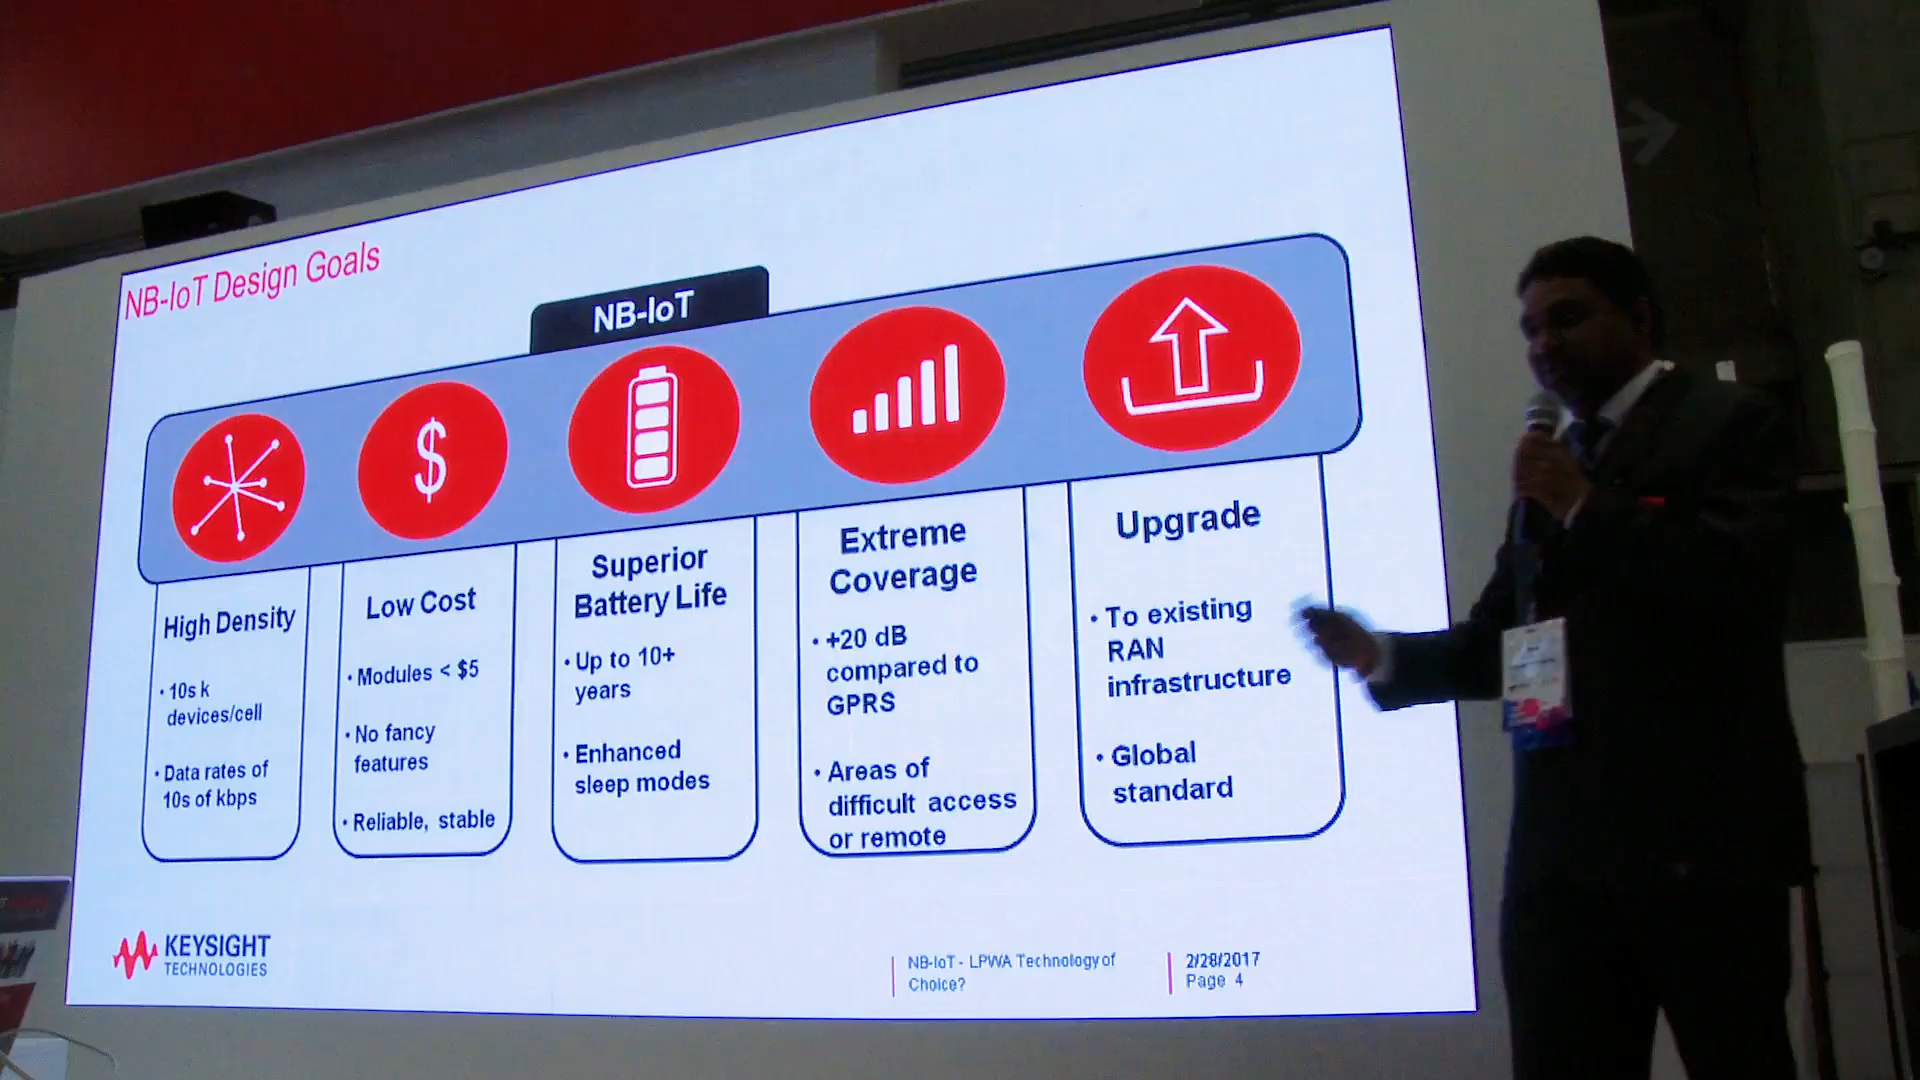 NB-IoT Design Goals
NB-IoT
$
High Density
• 10s k
devices/cell
• Data rates of
10s of kbps
Low Cost
• Modules < $5
• No fancy
features
• Reliable, stable
Superior
Battery Life
• Up to 10+
years
• Enhanced
sleep modes
Extreme
Coverage
• +20 dB
compared to
GPRS
• Areas of
difficult access
or remote
Upgrade
• To existing
RAN
infrastructure
• Global
standard
KEYSIGHT
TECHNOLOGIES
NB-IoT - LPWA Technology of
Choice?
2/28/2017
Page 4